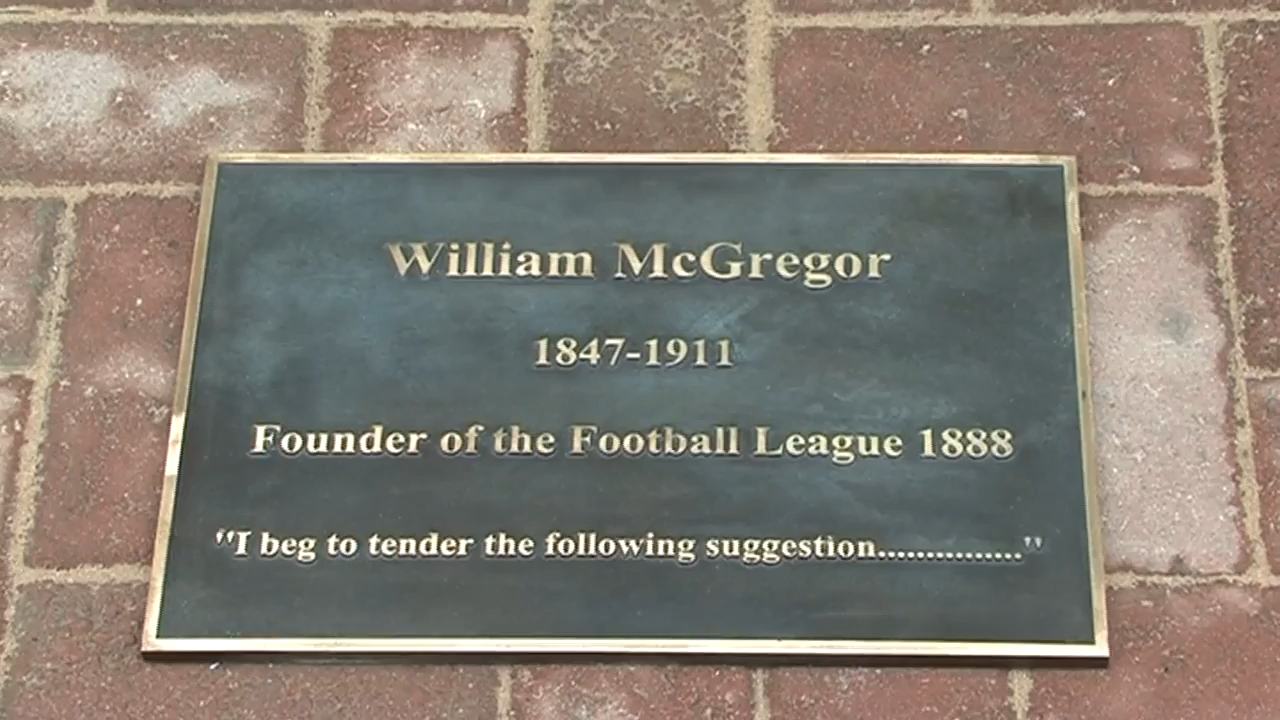 William McGregor
1847-1911
Founder of the Football League 1888
"I beg to tender the following suggestion..............."